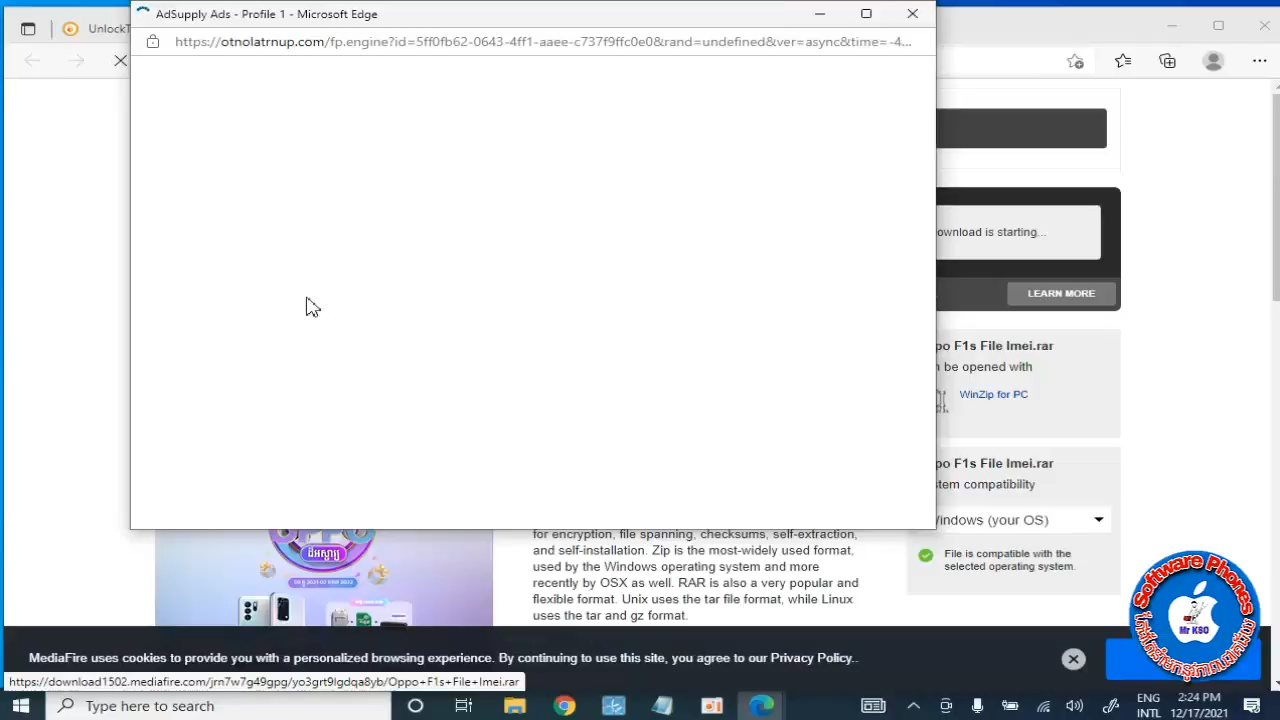 AdSupply Ads - Profile 1 - Microsoft Edge
UnlockT
https://otnolatrnup.com/fp.engine?id=5ff0fb62-0643-4ff1-aaee-c737f9ffc0e0&rand=undefined&ver=async&time=-4...
ownload is starting...
LEARN MORE
po F1s File Imei.rar
n be opened with
WinZip for PC
po F1s File Imei.rar
stem compatibility
Windows (your OS)
File is compatible with the
selected operating system.
for encryption, file spanning, checksums, self-extraction,
and self-installation. Zip is the most-widely used format,
used by the Windows operating system and more
recently by OSX as well. RAR is also a very popular and
flexible format. Unix uses the tar file format, while Linux
uses the tar and gz format.
Software Phones
Mr KSO
MediaFire uses cookies to provide you with a personalized browsing experience. By continuing to use this site, you agree to our Privacy Policy..
https://download1502.mediafire.com/jrn7w7g49gpg/yo3grt9lgdqa8yb/Oppo+F1s+File+Imei.rar
Type here to search
ENG
INTL
2:24 PM
12/17/2021